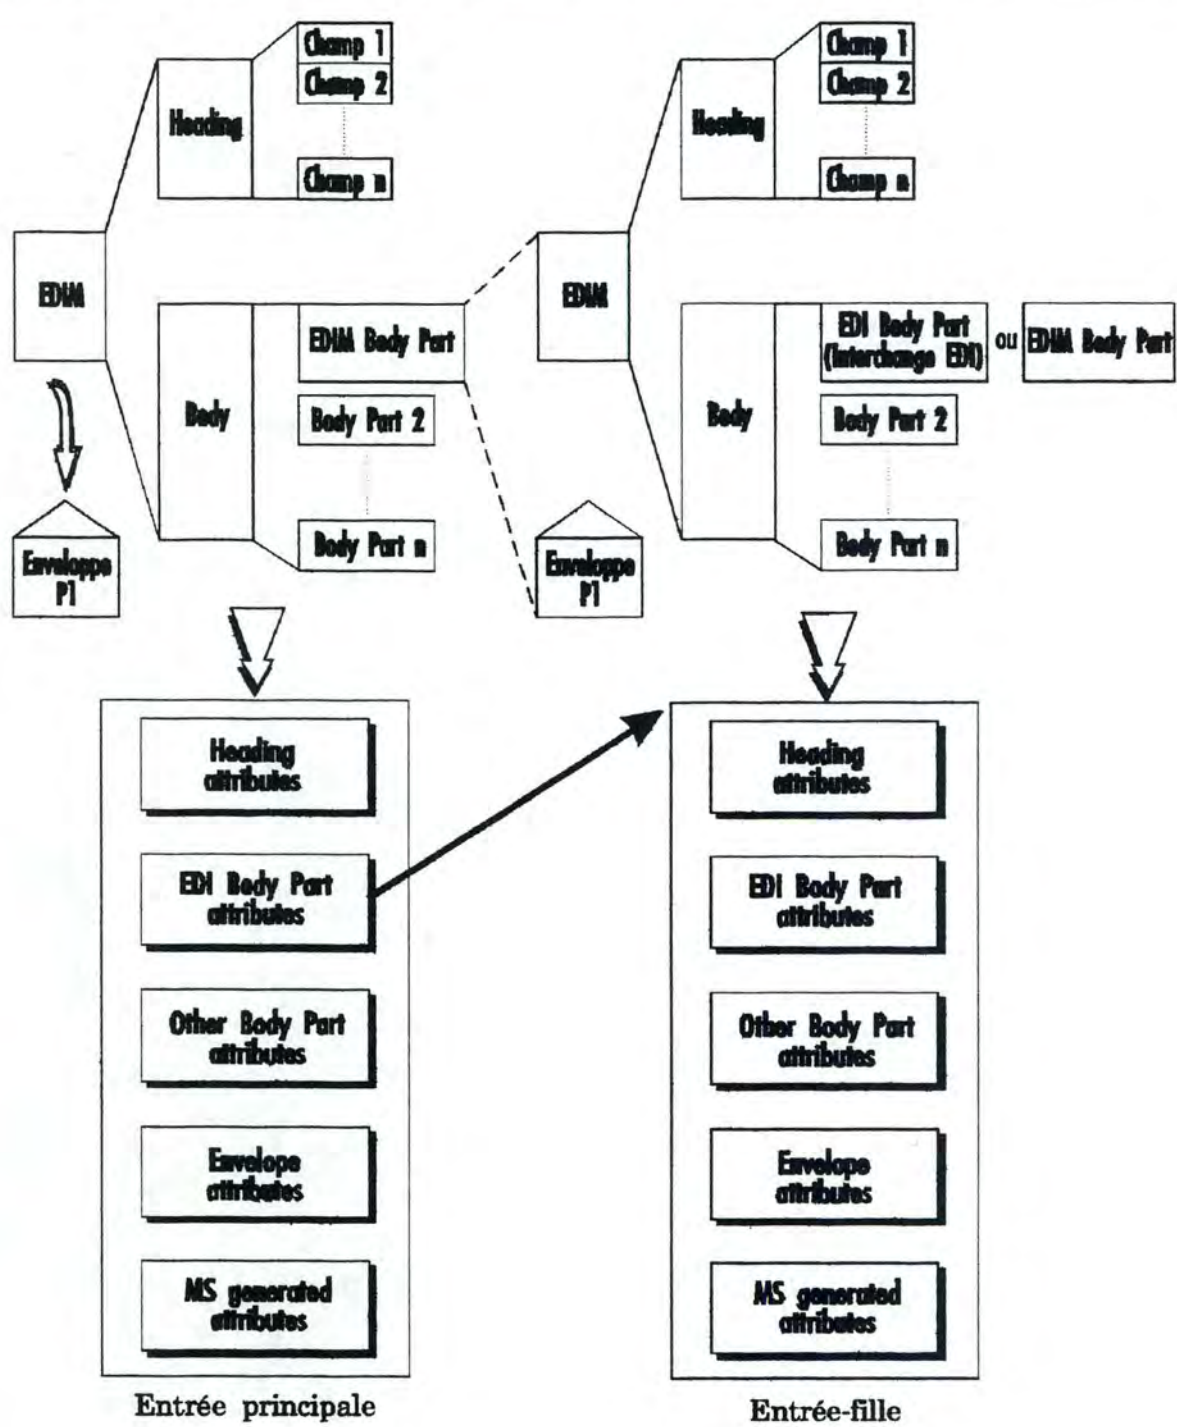 Champ 1
Champ 2
Heading
Champ n
EDIM
EDIM Body Part
Body
Body Part 2
Body Part n
Enveloppe
P1
Champ 1
Champ 2
Heading
Champ n
EDIM
EDI Body Part
(Interchange EDI)
ou
EDIM Body Part
Body
Body Part 2
Body Part n
Enveloppe
P1
Heading
attributes
EDI Body Part
attributes
Other Body Part
attributes
Envelope
attributes
MS generated
attributes
Entrée principale
Heading
attributes
EDI Body Part
attributes
Other Body Part
attributes
Envelope
attributes
MS generated
attributes
Entrée-fille